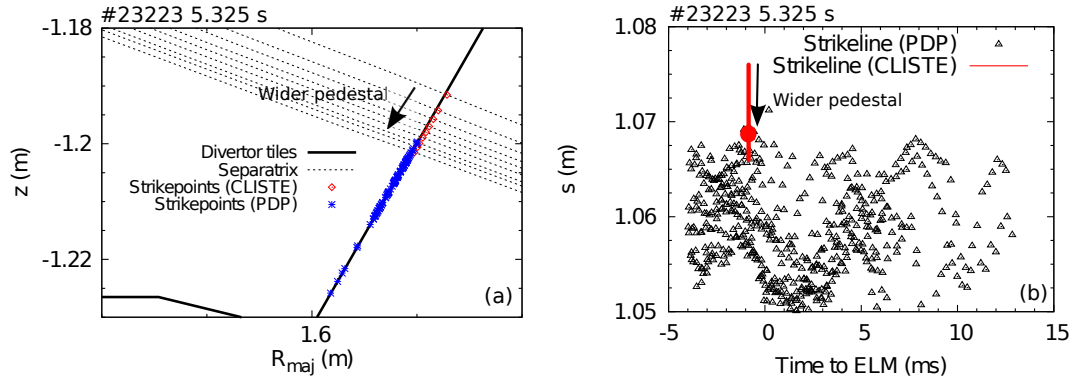 #23223 5.325 s
-1.18
-1.2
-1.22
z (m)
Wider pedestal
Divertor tiles
Separatrix
Strikepoints (CLISTE)
Strikepoints (PDP)
(a)
1.6
R_maj (m)
#23223 5.325 s
1.08
1.07
1.06
1.05
s (m)
Strikeline (PDP)
Strikeline (CLISTE)
Wider pedestal
(b)
-5 0 5 10 15
Time to ELM (ms)